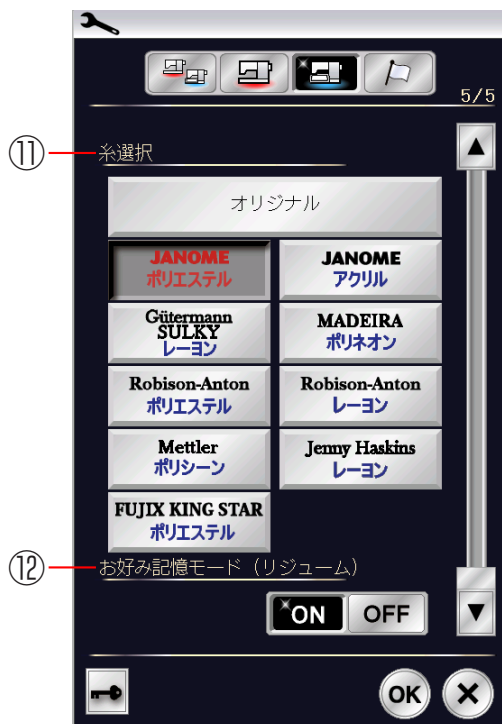 5/5
⑪ 糸選択
オリジナル
JANOME
ポリエステル
JANOME
アクリル
Gütermann
SULKY
レーヨン
MADEIRA
ポリネオン
Robison-Anton
ポリエステル
Robison-Anton
レーヨン
Mettler
ポリシーン
Jenny Haskins
レーヨン
FUJIX KING STAR
ポリエステル
⑫ お好み記憶モード（リジューム）
ON OFF
OK